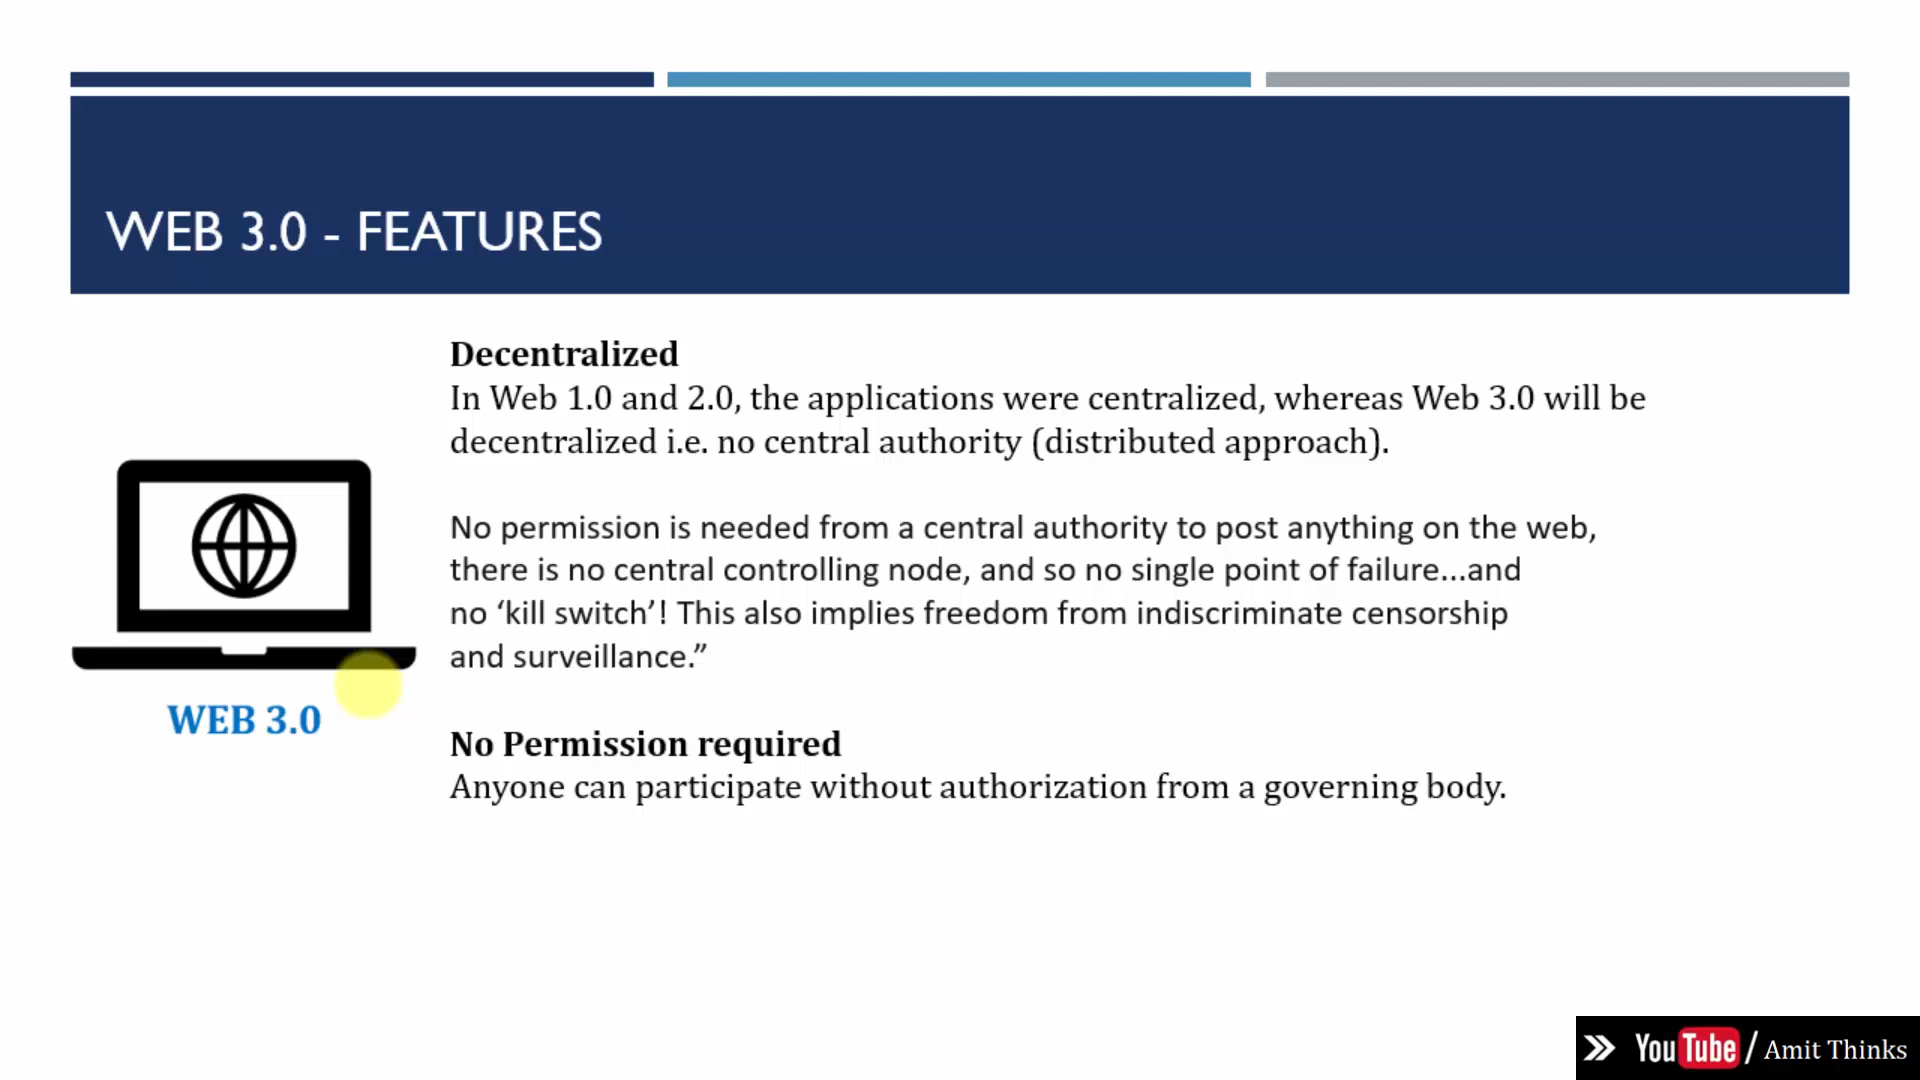 WEB 3.0 - FEATURES
Decentralized
In Web 1.0 and 2.0, the applications were centralized, whereas Web 3.0 will be
decentralized i.e. no central authority (distributed approach).
No permission is needed from a central authority to post anything on the web,
there is no central controlling node, and so no single point of failure...and
no ‘kill switch’! This also implies freedom from indiscriminate censorship
and surveillance.”
WEB 3.0
No Permission required
Anyone can participate without authorization from a governing body.
YouTube / Amit Thinks